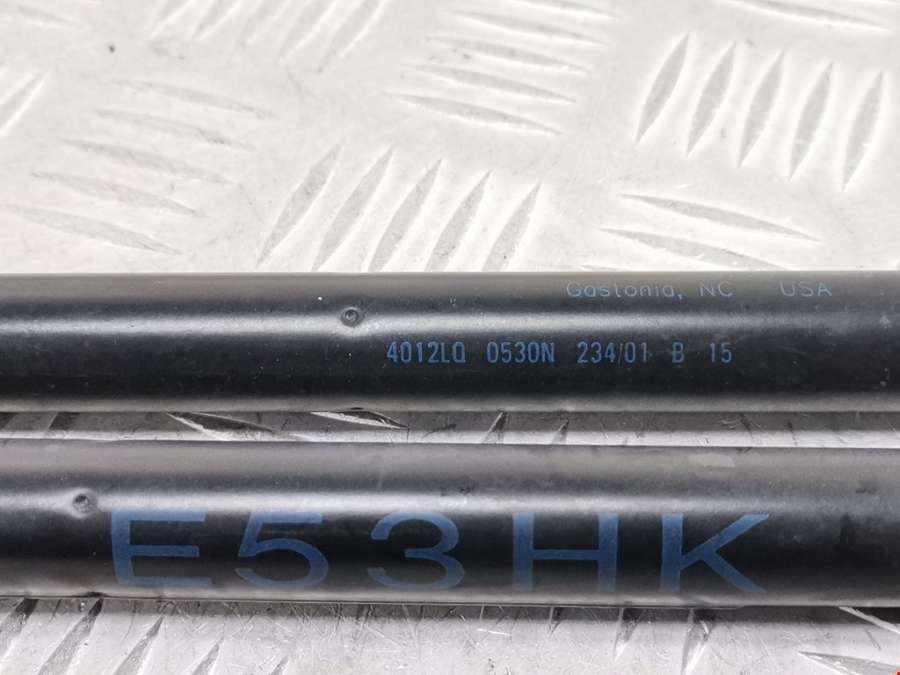 Gastonia, NC USA
4012LQ 0530N 234/01 B 15
E53HK